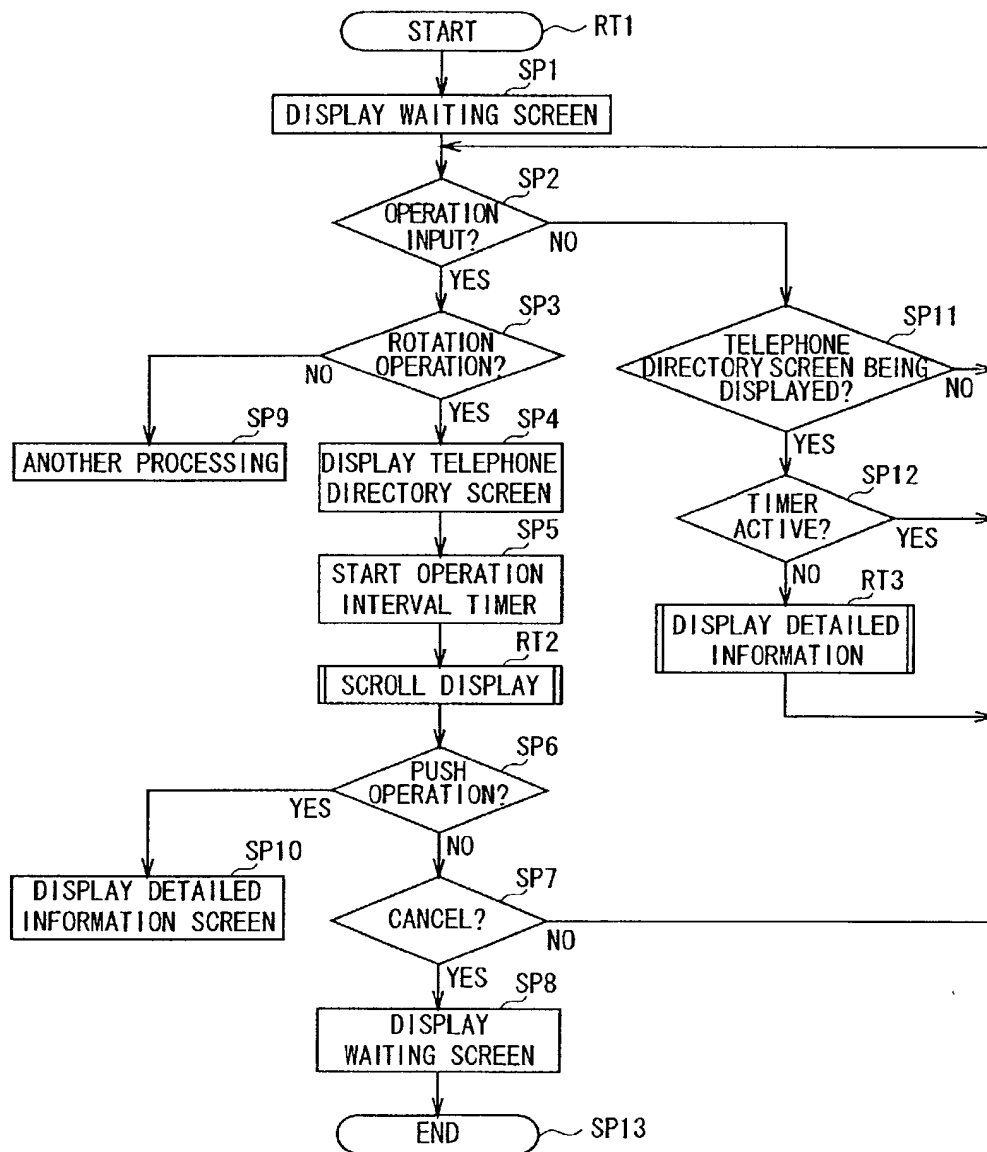 START
RT1
SP1
DISPLAY WAITING SCREEN
SP2
OPERATION
INPUT?
NO
YES
SP3
ROTATION
OPERATION?
NO
YES
SP11
TELEPHONE
DIRECTORY SCREEN BEING
DISPLAYED?
NO
YES
SP9
ANOTHER PROCESSING
SP4
DISPLAY TELEPHONE
DIRECTORY SCREEN
SP12
TIMER
ACTIVE?
YES
NO
SP5
START OPERATION
INTERVAL TIMER
RT3
DISPLAY DETAILED
INFORMATION
RT2
SCROLL DISPLAY
SP6
PUSH
OPERATION?
YES
NO
SP10
DISPLAY DETAILED
INFORMATION SCREEN
SP7
CANCEL?
NO
YES
SP8
DISPLAY
WAITING SCREEN
END
SP13